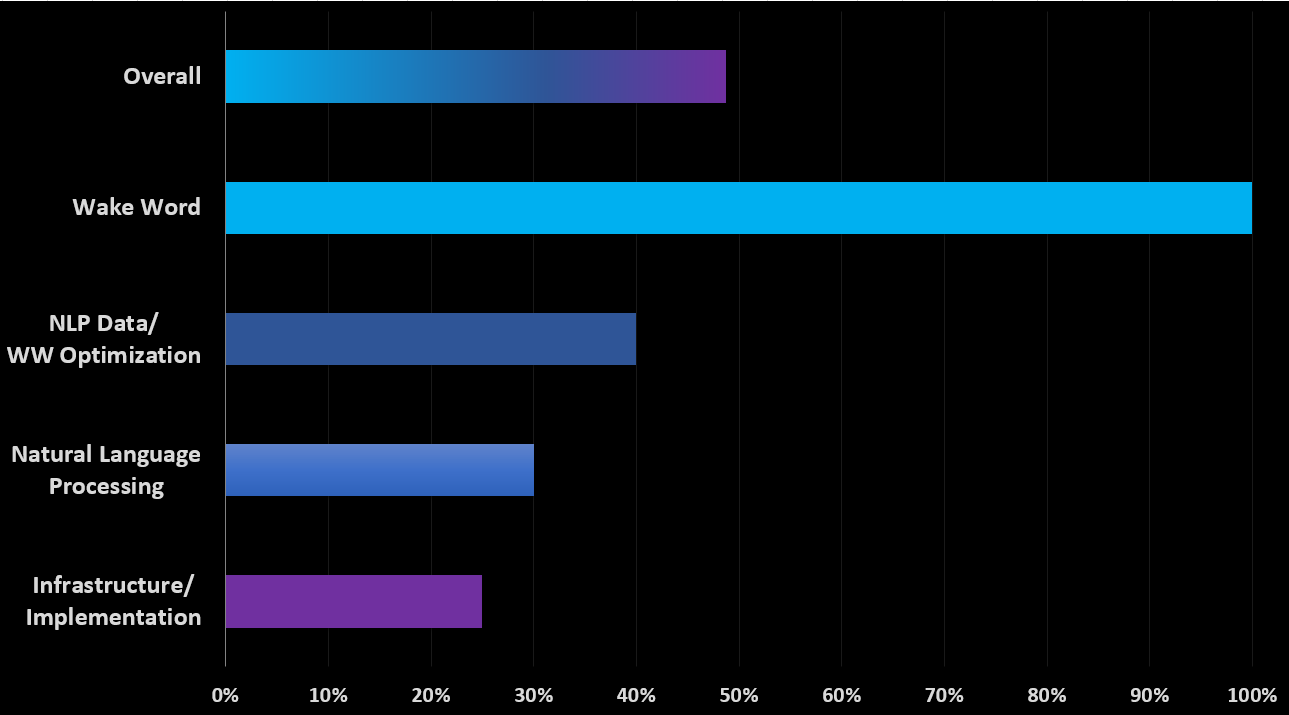 Overall
Wake Word
NLP Data/
WW Optimization
Natural Language
Processing
Infrastructure/
Implementation
0% 10% 20% 30% 40% 50% 60% 70% 80% 90% 100%